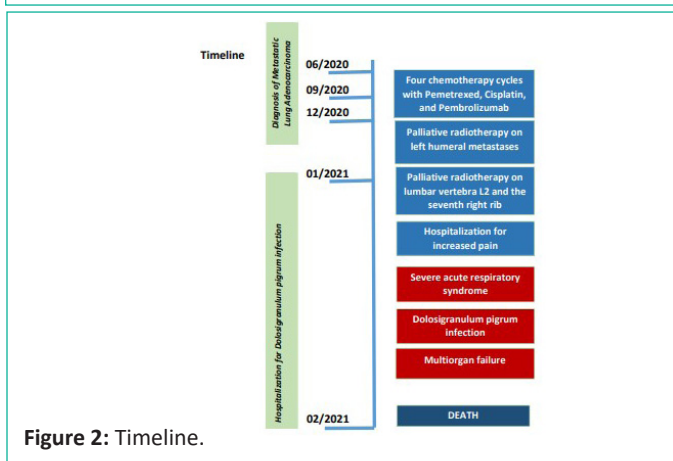 Timeline
Diagnosis of Metastatic
Lung Adenocarcinoma
06/2020
09/2020
12/2020
Four chemotherapy cycles
with Pemetrexed, Cisplatin,
and Pembrolizumab
Palliative radiotherapy on
left humeral metastases
Hospitalization for Dolosigranulum pigrum infection
01/2021
Palliative radiotherapy on
lumbar vertebra L2 and the
seventh right rib
Hospitalization for
increased pain
Severe acute respiratory
syndrome
Dolosigranulum pigrum
infection
Multiorgan failure
02/2021
DEATH
Figure 2: Timeline.